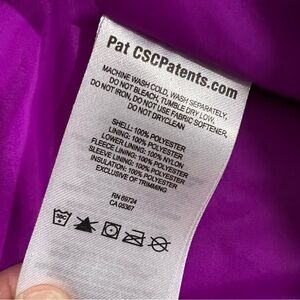 Pat CSCPatents.com
MACHINE WASH COLD, WASH SEPARATELY,
DO NOT BLEACH, TUMBLE DRY LOW,
DO NOT IRON, DO NOT USE FABRIC SOFTENER,
DO NOT DRYCLEAN
SHELL: 100% POLYESTER
LINING: 100% POLYESTER
LOWER LINING: 100% NYLON
FLEECE LINING: 100% POLYESTER
SLEEVE LINING: 100% POLYESTER
INSULATION: 100% POLYESTER
EXCLUSIVE OF TRIMMING
RN 69724
CA 05367